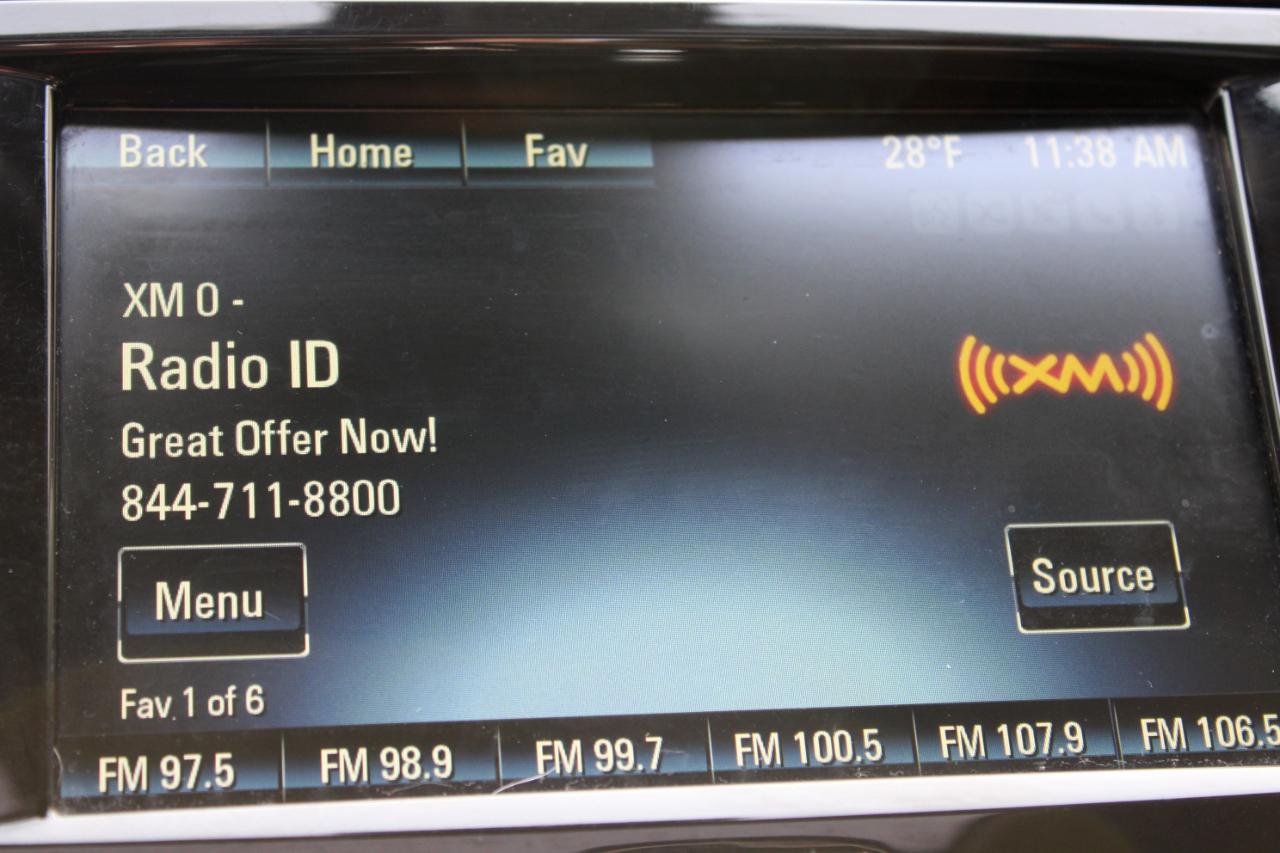 Back Home Fav 28°F 11:38 AM
XM 0 -
Radio ID
XM
Great Offer Now!
844-711-8800
Menu
Source
Fav 1 of 6
FM 97.5 FM 98.9 FM 99.7 FM 100.5 FM 107.9 FM 106.5